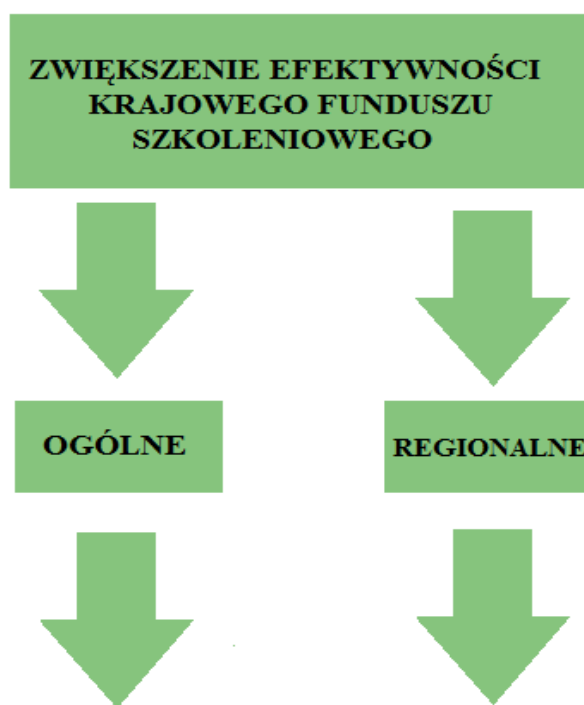 ZWIĘKSZENIE EFEKTYWNOŚCI
KRAJOWEGO FUNDUSZU
SZKOLENIOWEGO
OGÓLNE
REGIONALNE